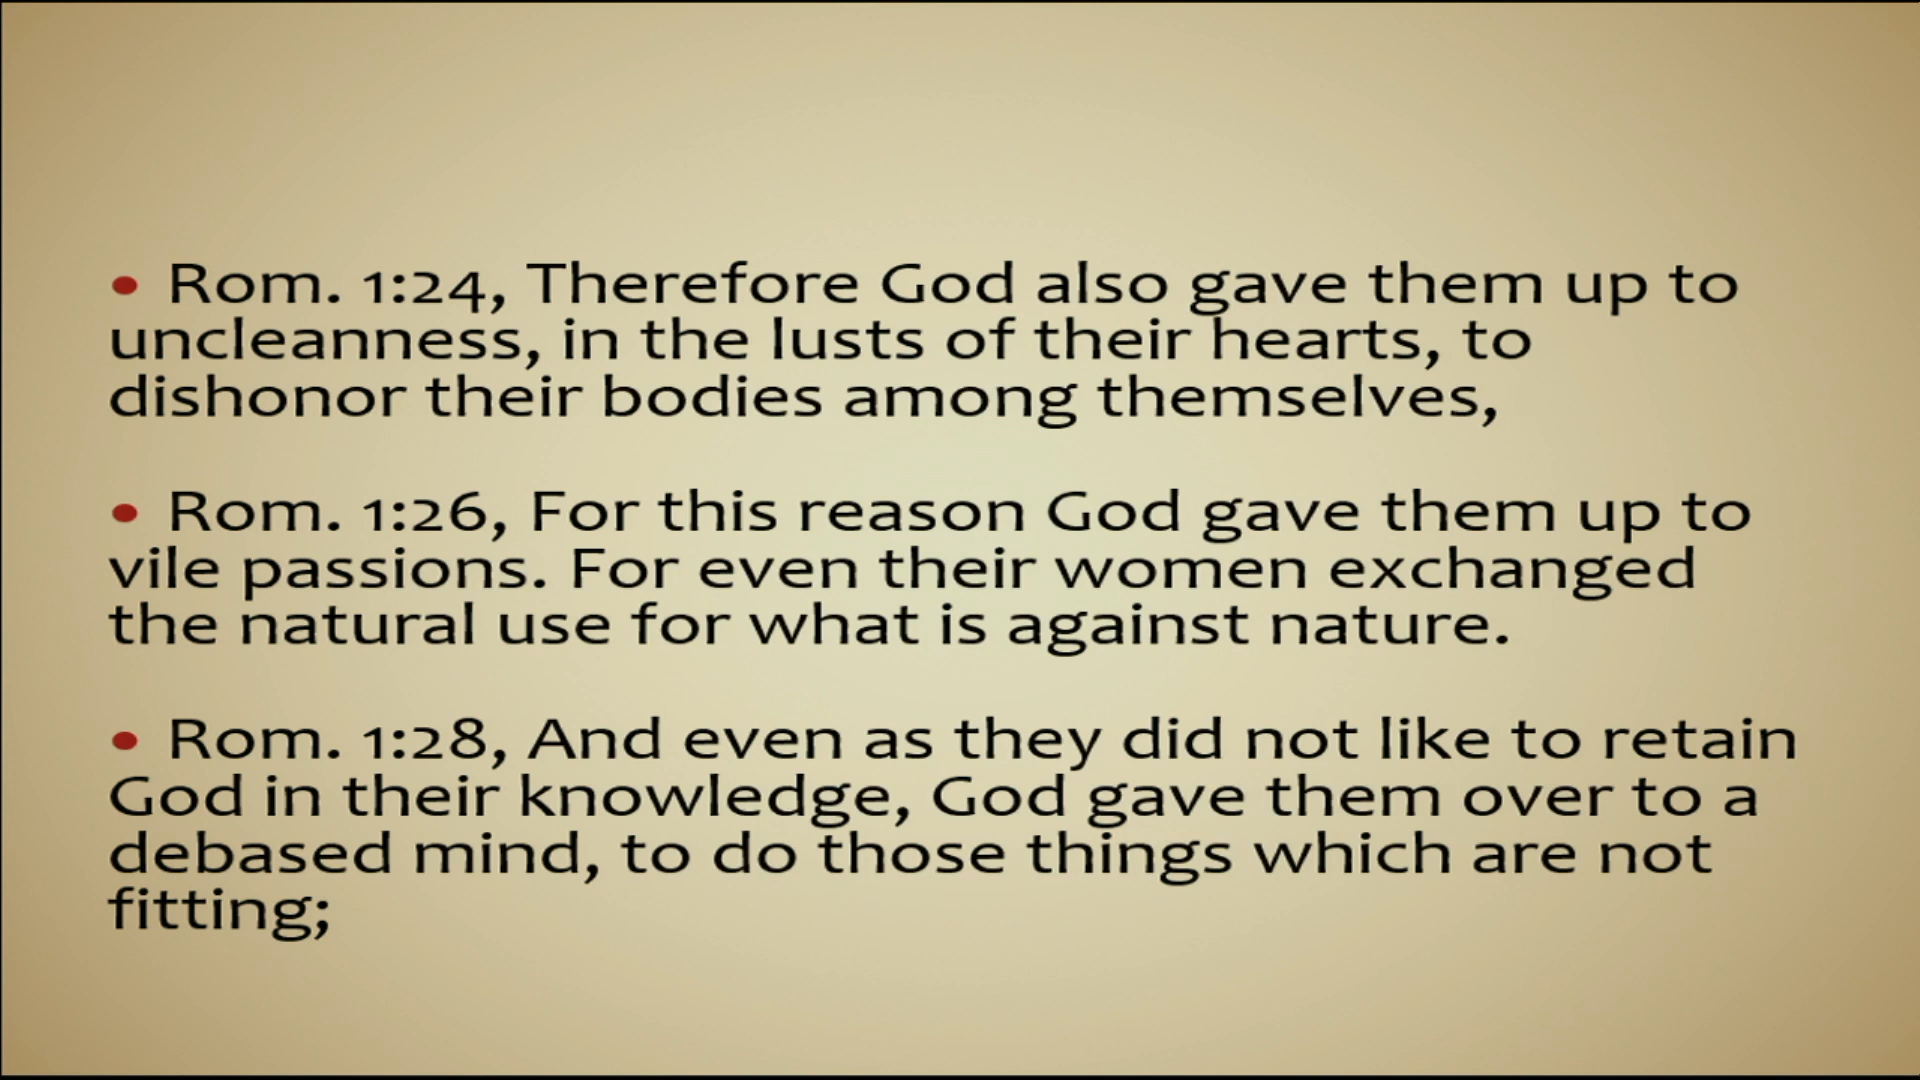 • Rom. 1:24, Therefore God also gave them up to
uncleanness, in the lusts of their hearts, to
dishonor their bodies among themselves,
• Rom. 1:26, For this reason God gave them up to
vile passions. For even their women exchanged
the natural use for what is against nature.
• Rom. 1:28, And even as they did not like to retain
God in their knowledge, God gave them over to a
debased mind, to do those things which are not
fitting;